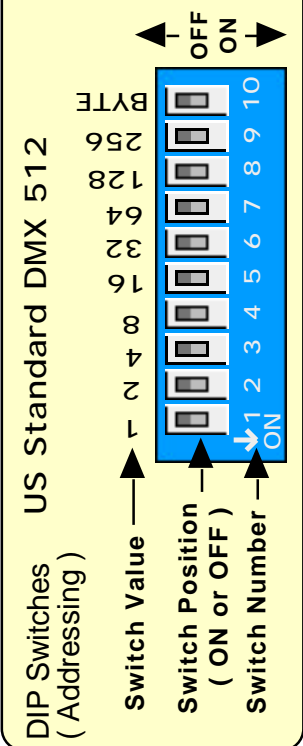 DIP Switches
( Addressing )
US Standard DMX 512
Switch Value
1 2 4 8 16 32 64 128 256 BYTE
Switch Position
( ON or OFF )
Switch Number
ON
1 2 3 4 5 6 7 8 9 10
OFF
ON